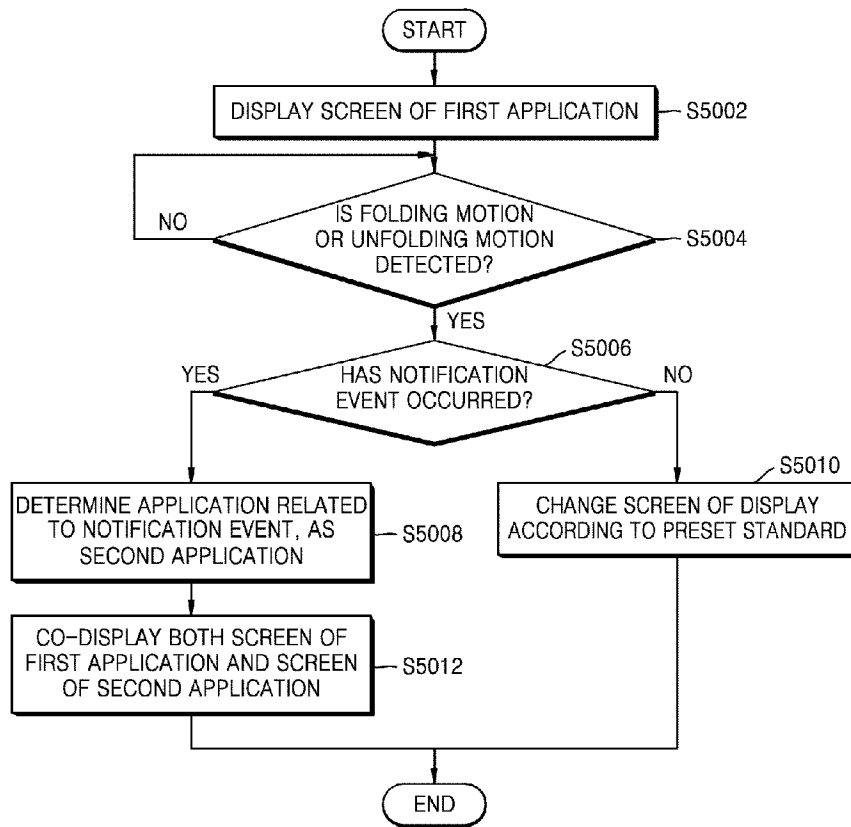 START
DISPLAY SCREEN OF FIRST APPLICATION
S5002
IS FOLDING MOTION
OR UNFOLDING MOTION
DETECTED?
NO
S5004
YES
S5006
HAS NOTIFICATION
EVENT OCCURRED?
YES
NO
DETERMINE APPLICATION RELATED
TO NOTIFICATION EVENT, AS
SECOND APPLICATION
S5008
S5010
CHANGE SCREEN OF DISPLAY
ACCORDING TO PRESET STANDARD
CO-DISPLAY BOTH SCREEN OF
FIRST APPLICATION AND SCREEN
OF SECOND APPLICATION
S5012
END